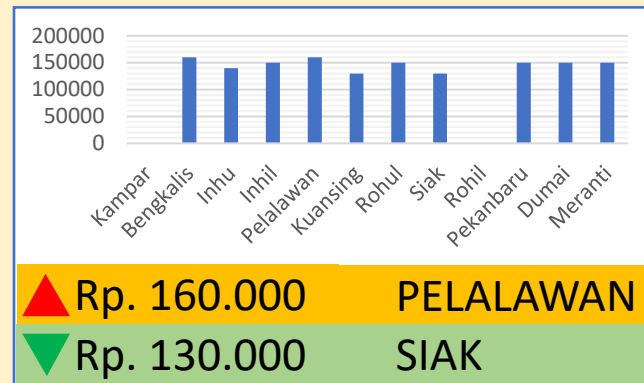 200000
150000
100000
50000
0
Kampar
Bengkalis
Inhu
Inhil
Pelalawan
Kuansing
Rohul
Siak
Rohil
Pekanbaru
Dumai
Meranti
Rp. 160.000 PELALAWAN
Rp. 130.000 SIAK